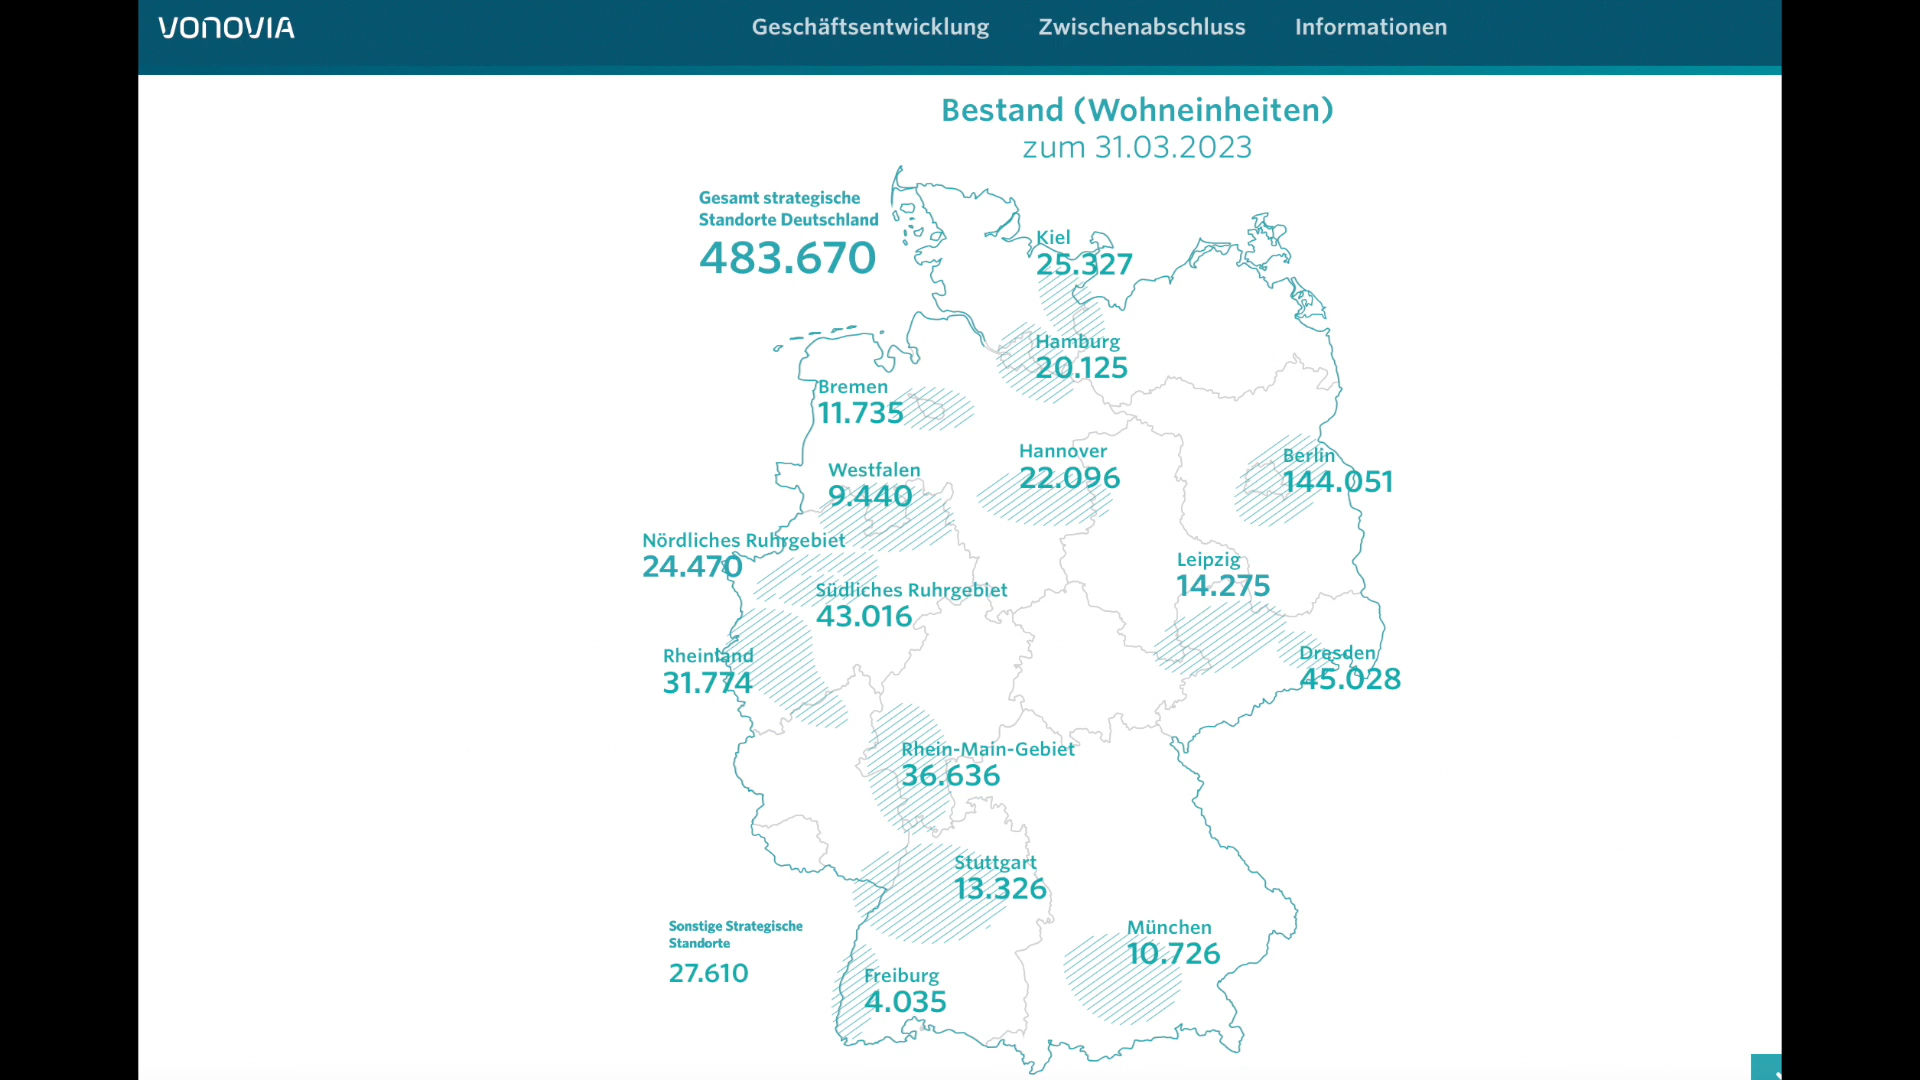 VONOVIA
Geschäftsentwicklung
Zwischenabschluss
Informationen
Bestand (Wohneinheiten)
zum 31.03.2023
Gesamt strategische
Standorte Deutschland
483.670
Kiel
25.327
Hamburg
20.125
Bremen
11.735
Hannover
22.096
Berlin
144.051
Westfalen
9.440
Nördliches Ruhrgebiet
24.470
Leipzig
14.275
Südliches Ruhrgebiet
43.016
Rheinland
31.774
Dresden
45.028
Rhein-Main-Gebiet
36.636
Stuttgart
13.326
Sonstige Strategische
Standorte
27.610
München
10.726
Freiburg
4.035